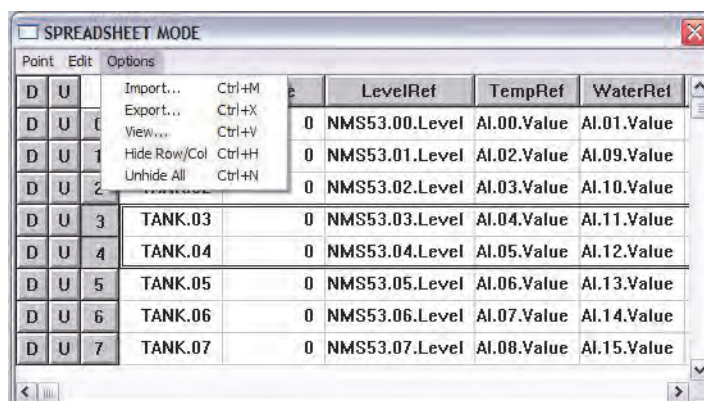 SPREADSHEET MODE
Point Edit Options
Import... Ctrl+M
Export... Ctrl+X
View... Ctrl+V
Hide Row/Col Ctrl+H
Unhide All Ctrl+N
D U LevelRef TempRef WaterRef
D U 0 NMS53.00.Level AI.00.Value AI.01.Value
D U 0 NMS53.01.Level AI.02.Value AI.09.Value
D U 2 0 NMS53.02.Level AI.03.Value AI.10.Value
D U 3 TANK.03 0 NMS53.03.Level AI.04.Value AI.11.Value
D U 4 TANK.04 0 NMS53.04.Level AI.05.Value AI.12.Value
D U 5 TANK.05 0 NMS53.05.Level AI.06.Value AI.13.Value
D U 6 TANK.06 0 NMS53.06.Level AI.07.Value AI.14.Value
D U 7 TANK.07 0 NMS53.07.Level AI.08.Value AI.15.Value